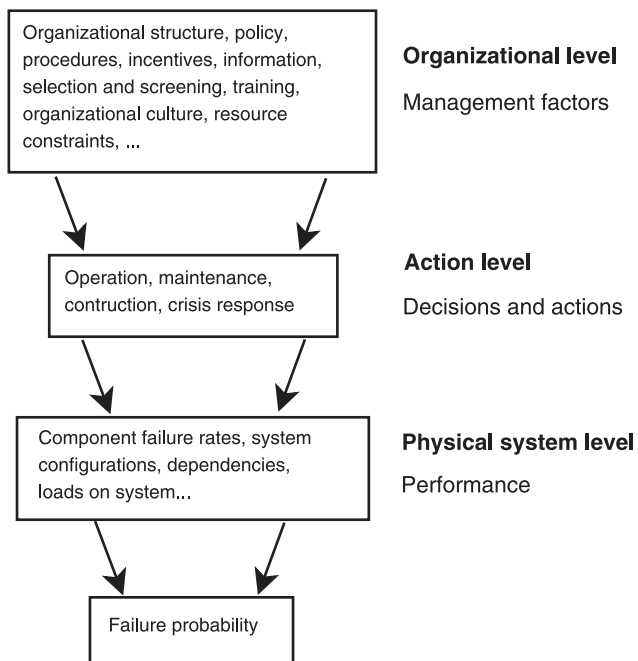 Organizational structure, policy,
procedures, incentives, information,
selection and screening, training,
organizational culture, resource
constraints, ...
Organizational level
Management factors
Operation, maintenance,
contruction, crisis response
Action level
Decisions and actions
Component failure rates, system
configurations, dependencies,
loads on system...
Physical system level
Performance
Failure probability